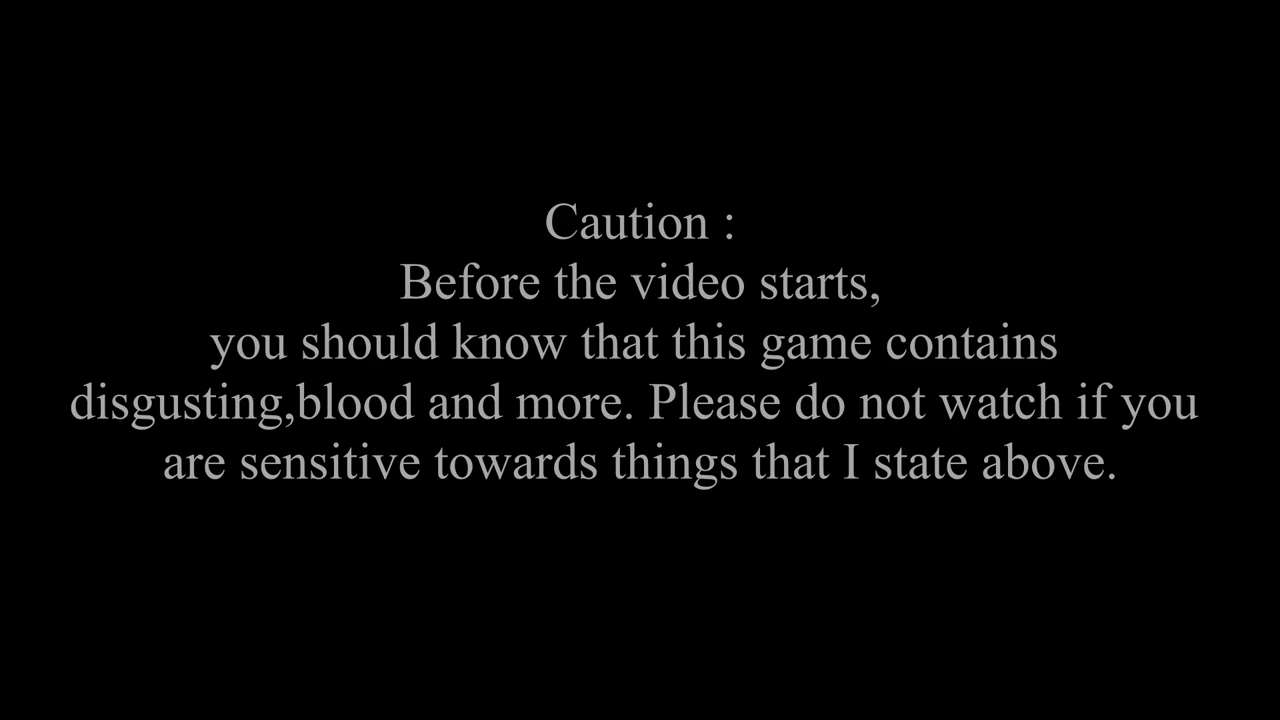 Caution :
Before the video starts,
you should know that this game contains
disgusting,blood and more. Please do not watch if you
are sensitive towards things that I state above.